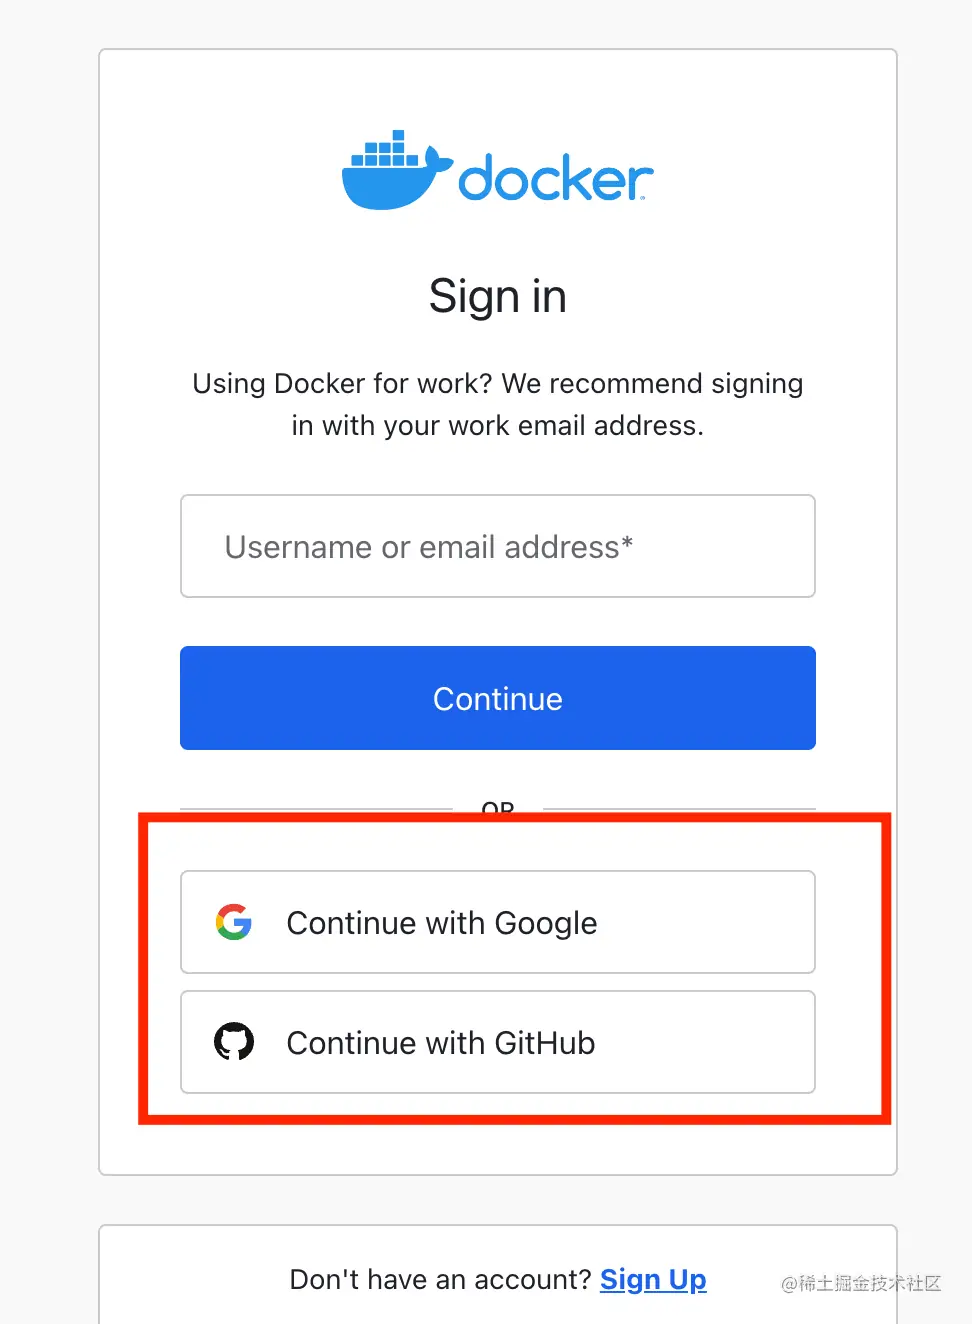 docker
Sign in
Using Docker for work? We recommend signing
in with your work email address.
Username or email address*
Continue
OR
Continue with Google
Continue with GitHub
Don't have an account? Sign Up
@稀土掘金技术社区